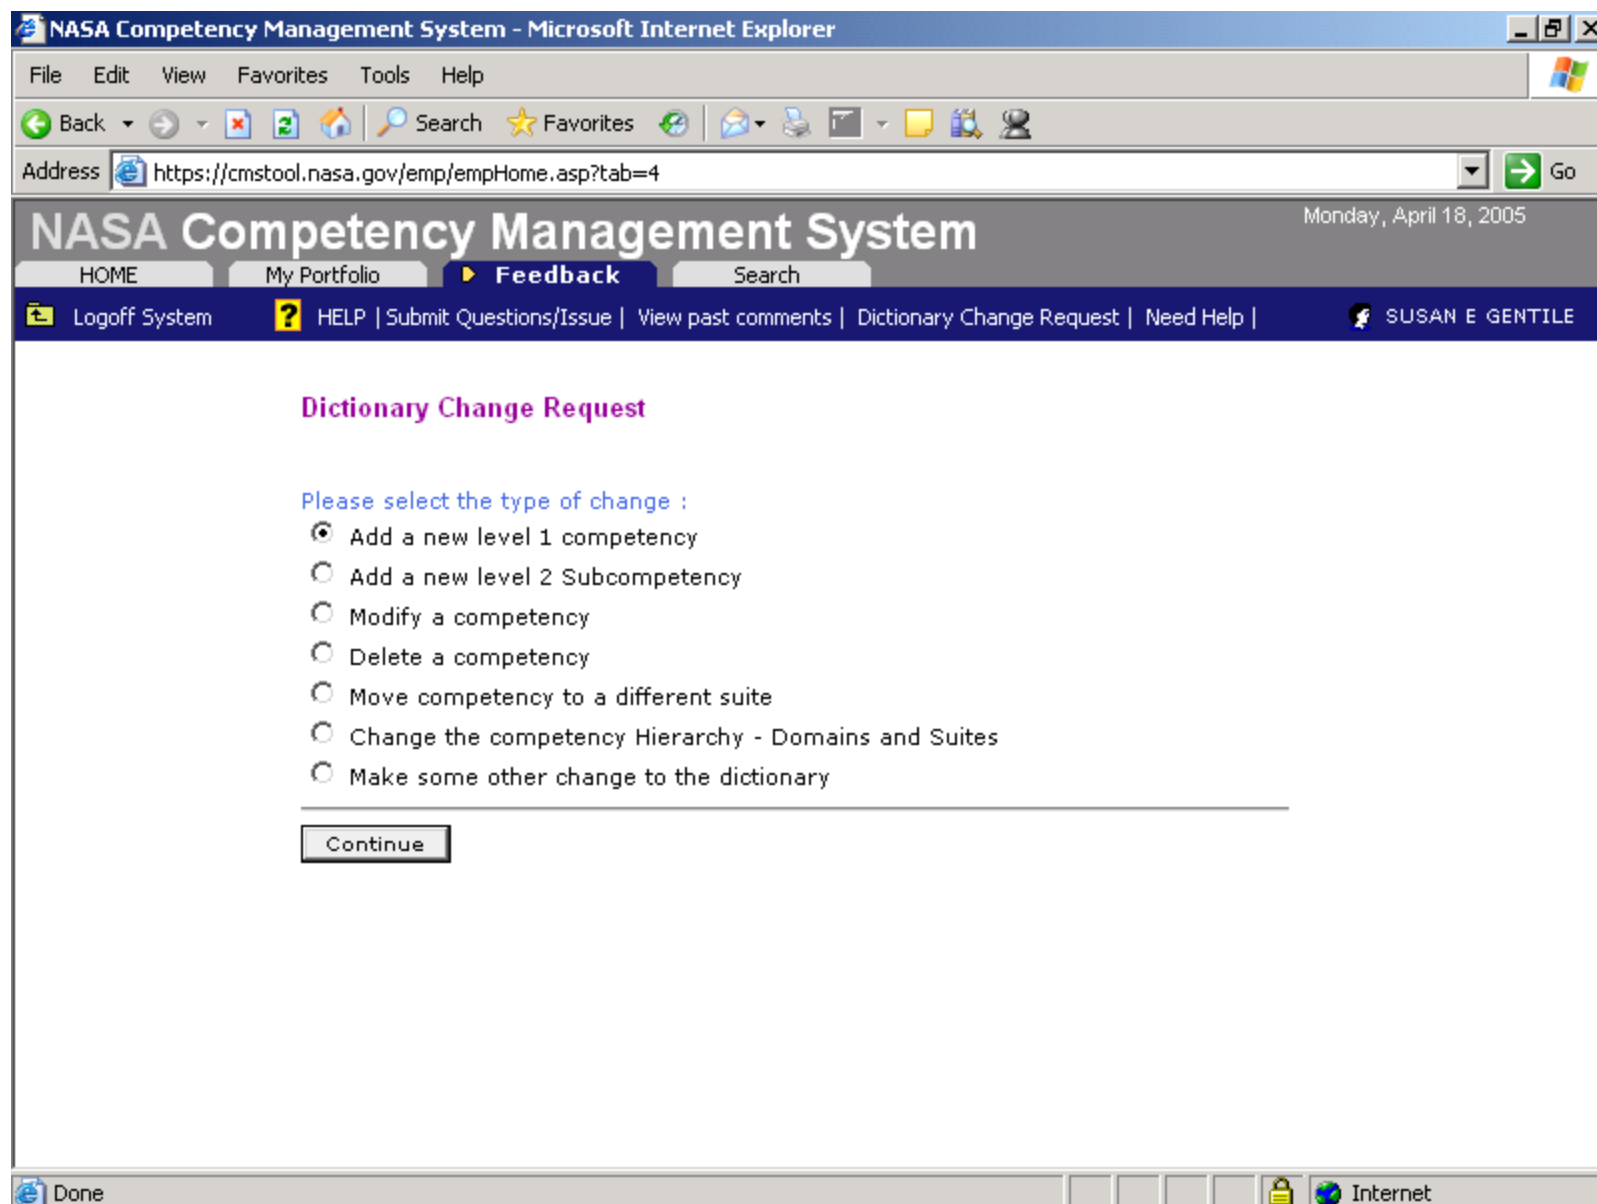 NASA Competency Management System - Microsoft Internet Explorer
File Edit View Favorites Tools Help
Back Search Favorites
Address https://cmstool.nasa.gov/emp/empHome.asp?tab=4 Go
NASA Competency Management System Monday, April 18, 2005
HOME My Portfolio Feedback Search
Logoff System ? HELP | Submit Questions/Issue | View past comments | Dictionary Change Request | Need Help | SUSAN E GENTILE
Dictionary Change Request
Please select the type of change :
Add a new level 1 competency
Add a new level 2 Subcompetency
Modify a competency
Delete a competency
Move competency to a different suite
Change the competency Hierarchy - Domains and Suites
Make some other change to the dictionary
Continue
Done Internet